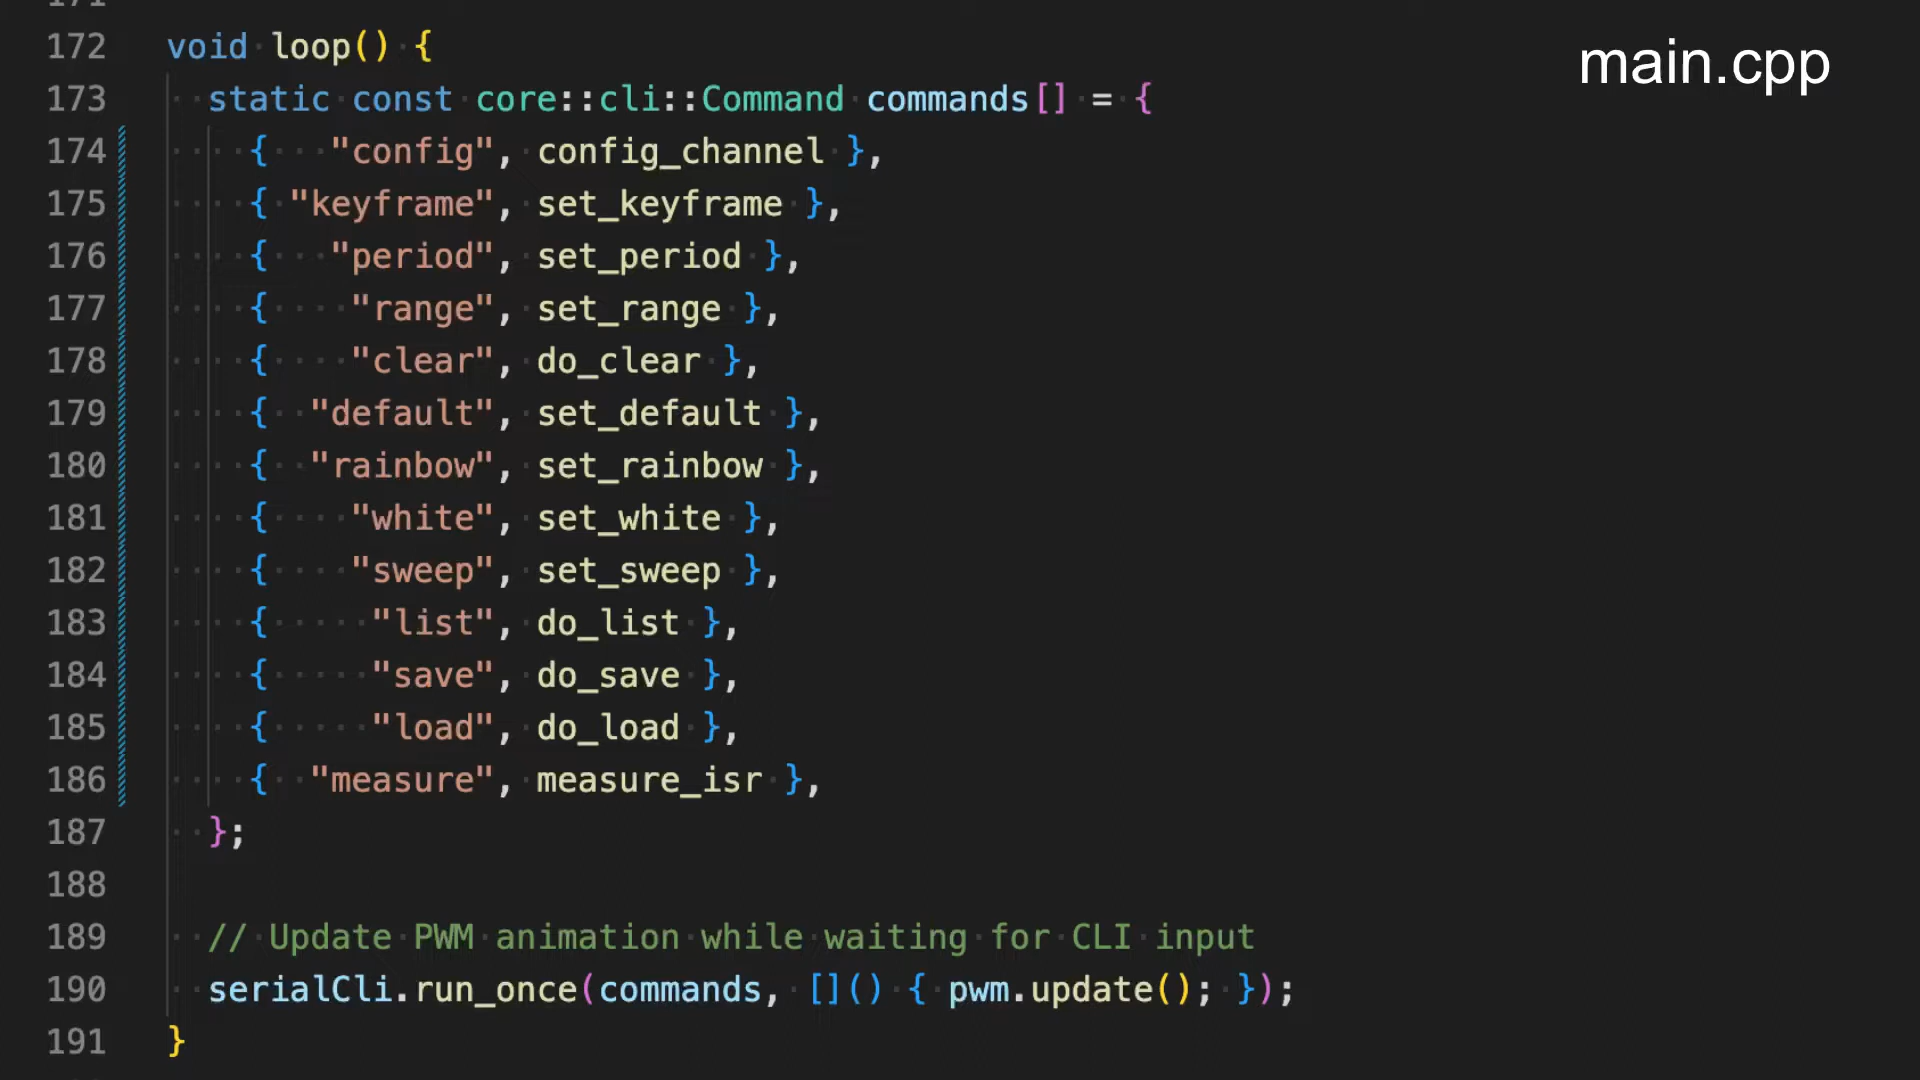 main.cpp
171
172 void loop() {
173 static const core::cli::Command commands[] = {
174 { "config", config_channel },
175 { "keyframe", set_keyframe },
176 { "period", set_period },
177 { "range", set_range },
178 { "clear", do_clear },
179 { "default", set_default },
180 { "rainbow", set_rainbow },
181 { "white", set_white },
182 { "sweep", set_sweep },
183 { "list", do_list },
184 { "save", do_save },
185 { "load", do_load },
186 { "measure", measure_isr },
187 };
188
189 // Update PWM animation while waiting for CLI input
190 serialCli.run_once(commands, []() { pwm.update(); });
191 }